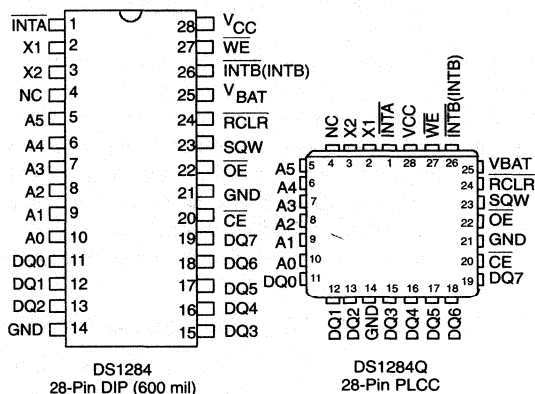 INTA 1 28 VCC
X1 2 27 WE
X2 3 26 INTB(INTB)
NC 4 25 VBAT
A5 5 24 RCLR
A4 6 23 SQW
A3 7 22 OE
A2 8 21 GND
A1 9 20 CE
A0 10 19 DQ7
DQ0 11 18 DQ6
DQ1 12 17 DQ5
DQ2 13 16 DQ4
GND 14 15 DQ3
DS1284
28-Pin DIP (600 mil)
NC X2 X1 INTA VCC WE INTB(INTB)
4 3 2 1 28 27 26
A5 5 25 VBAT
A4 6 24 RCLR
A3 7 23 SQW
A2 8 22 OE
A1 9 21 GND
A0 10 20 CE
DQ0 11 19 DQ7
12 13 14 15 16 17 18
DQ1 DQ2 GND DQ3 DQ4 DQ5 DQ6
DS1284Q
28-Pin PLCC